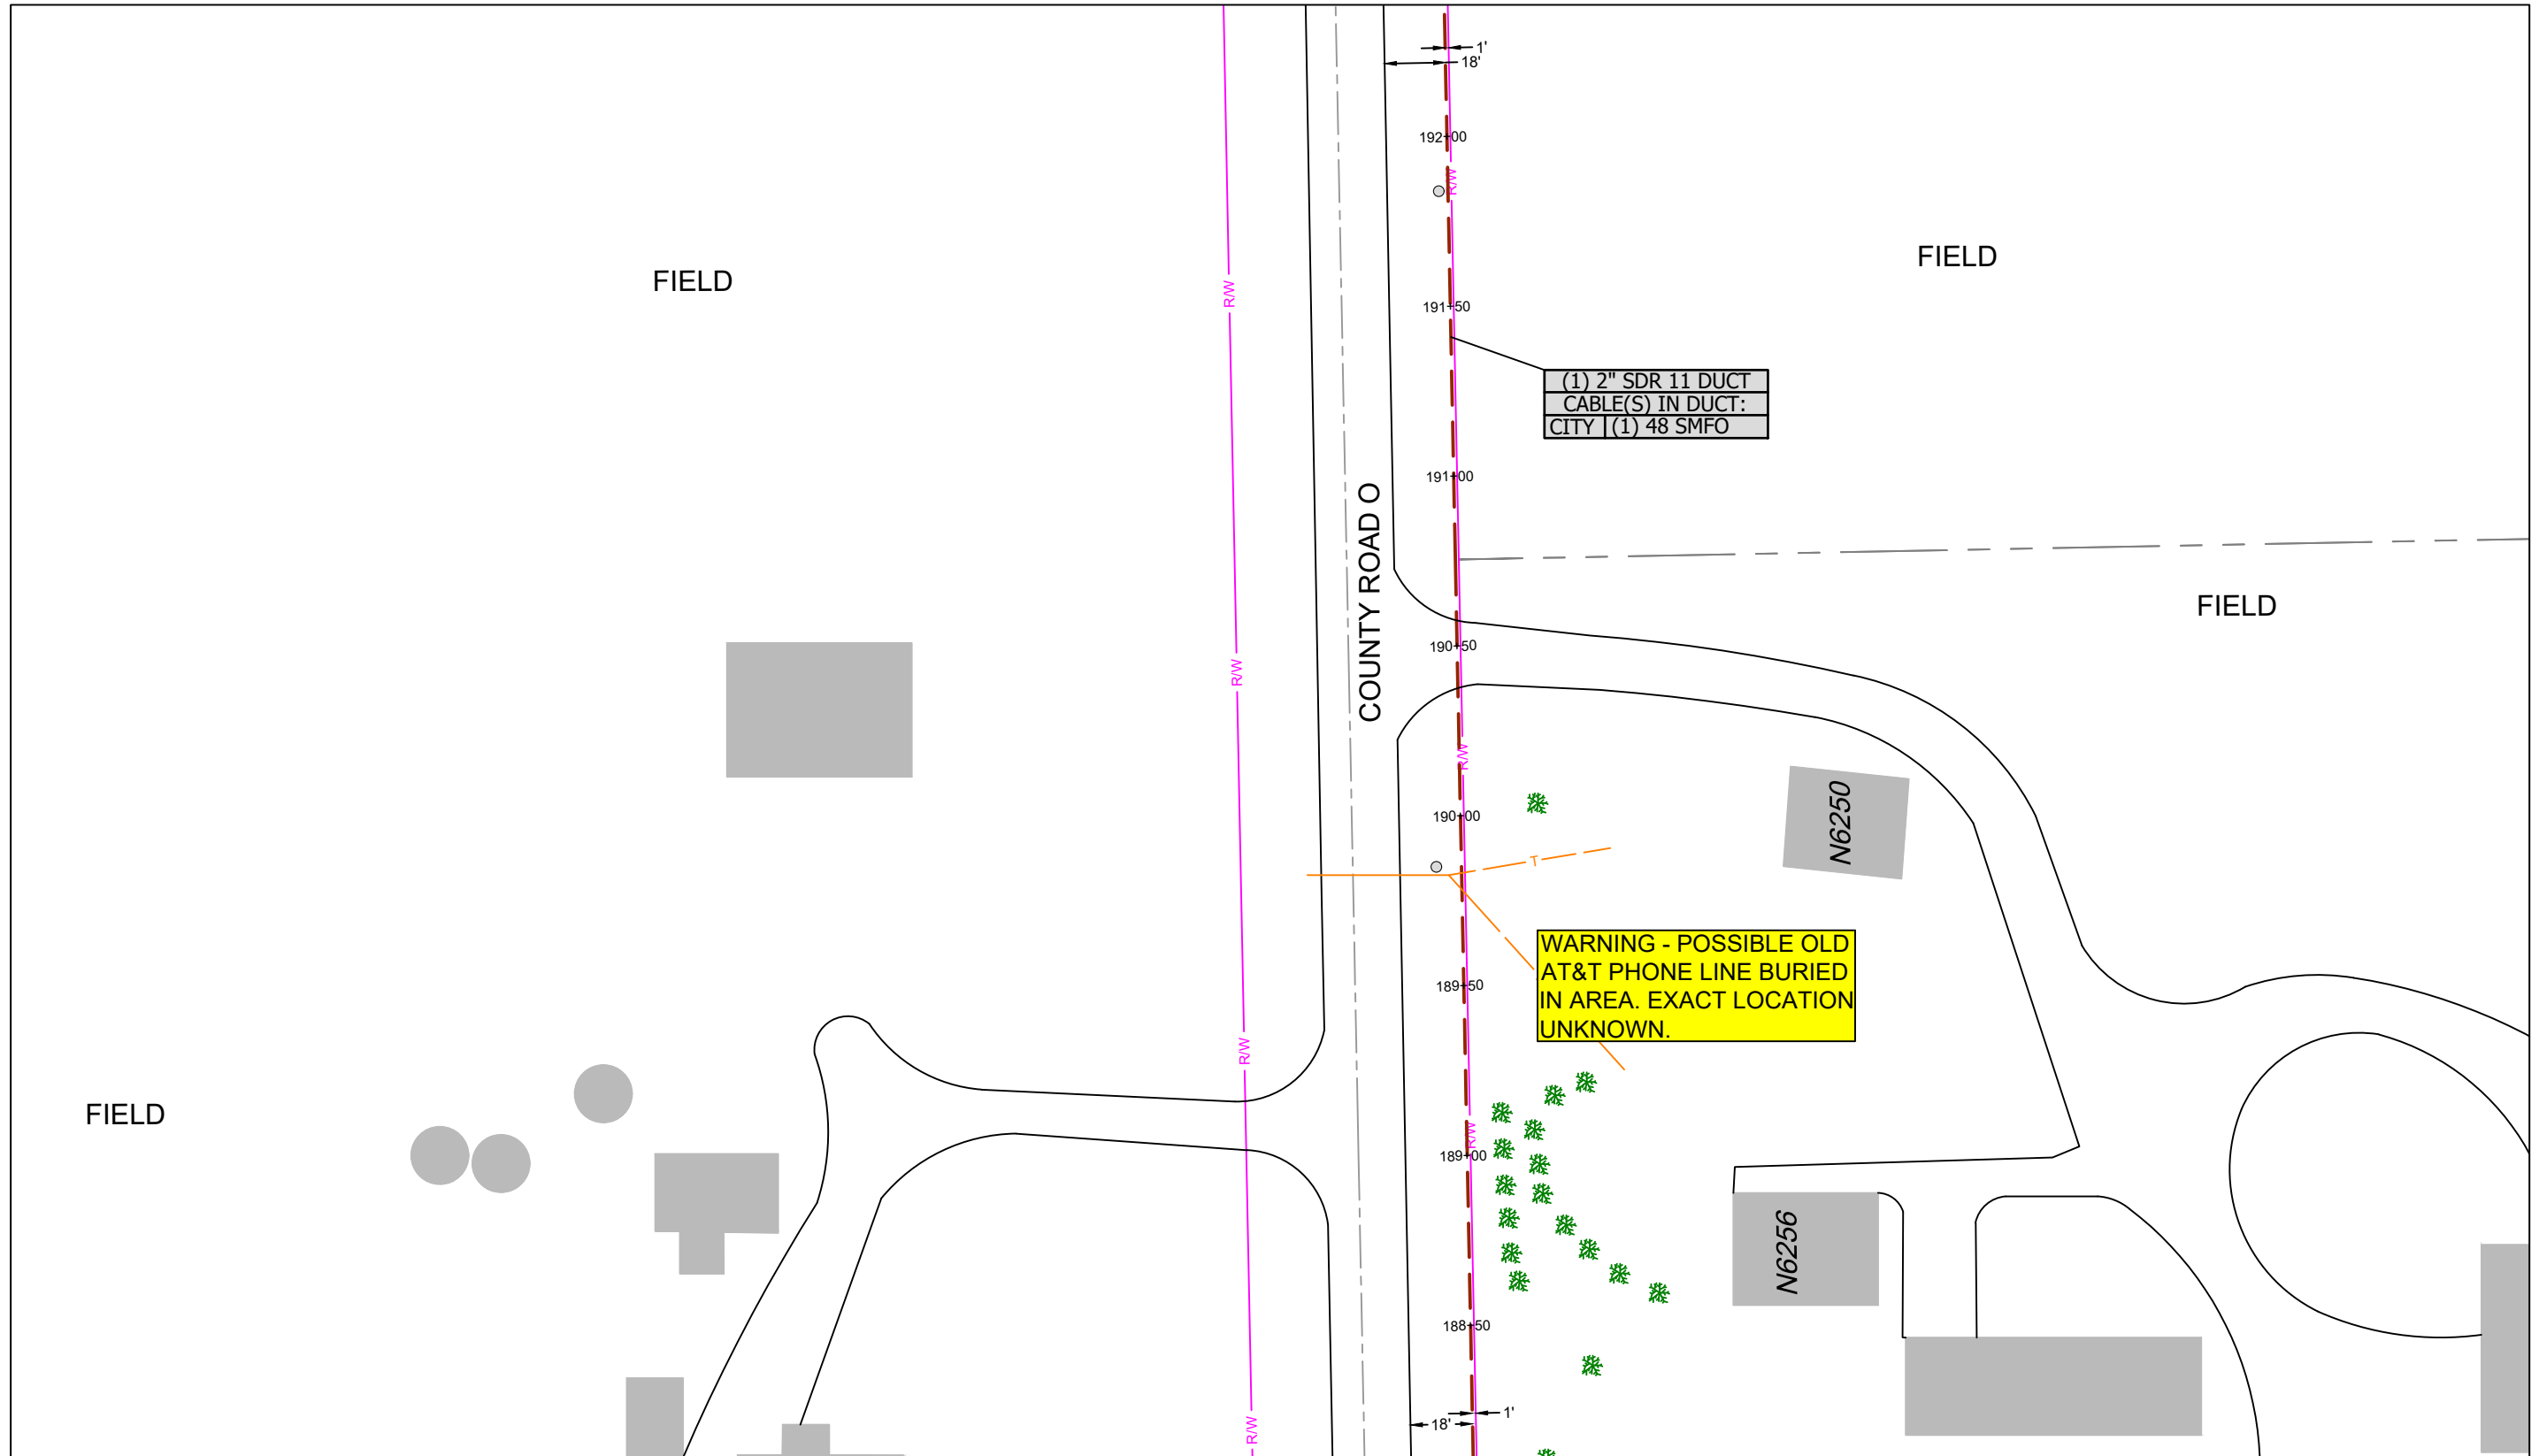 1'
18'
192+00
R/W
FIELD
FIELD
R/W
191+50
(1) 2" SDR 11 DUCT
CABLE(S) IN DUCT:
CITY (1) 48 SMFO
191+00
COUNTY ROAD O
FIELD
190+50
R/W
R/W
N6250
190+00
T
WARNING - POSSIBLE OLD
AT&T PHONE LINE BURIED
IN AREA. EXACT LOCATION
UNKNOWN.
189+50
R/W
FIELD
R/W
189+00
N6256
188+50
1'
18'
R/W